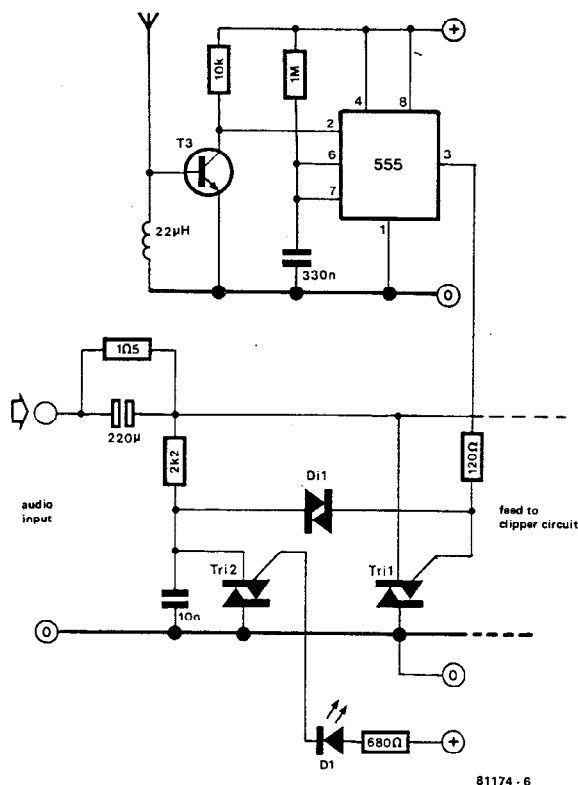 +
10k
1M
4
8
T3
2
6
7
555
3
1
22µH
330n
0
1Ω5
220µ
2k2
Di1
120Ω
audio
input
feed to
clipper circuit
Tri2
Tri1
10n
0
0
D1
680Ω
+
81174 - 6